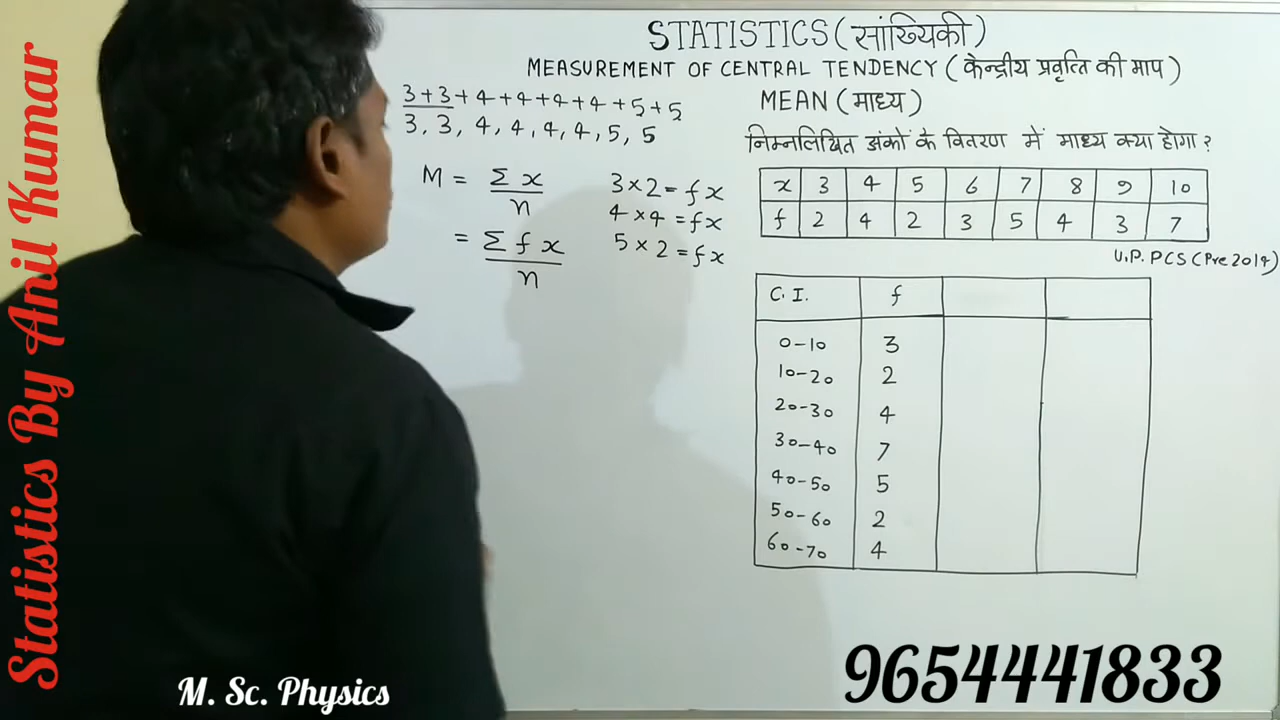 Statistics By Anil Kumar
STATISTICS (सांख्यिकी)
MEASUREMENT OF CENTRAL TENDENCY (केन्द्रीय प्रवृत्ति की माप)
3+3+4+4+4+4+5+5
3, 3, 4, 4, 4, 4, 5, 5
MEAN (माध्य)
निम्नलिखित अंकों के वितरण में माध्य क्या होगा?
M = Σx / n
= Σfx / n
3×2 = fx
4×4 = fx
5×2 = fx
x 3 4 5 6 7 8 9 10
f 2 4 2 3 5 4 3 7
U.P. PCS (Pre 2014)
C.I. f
0-10 3
10-20 2
20-30 4
30-40 7
40-50 5
50-60 2
60-70 4
M. Sc. Physics
9654441833